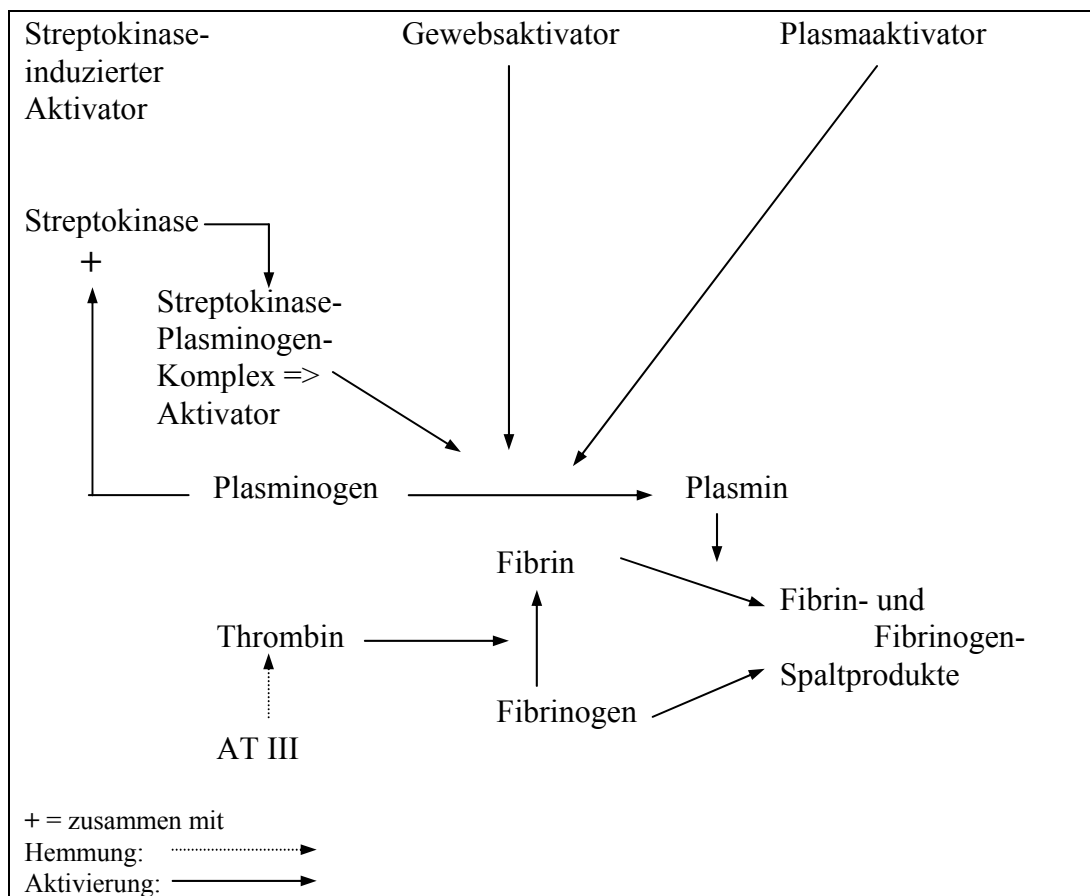 Streptokinase-
induzierter
Aktivator
Gewebsaktivator
Plasmaaktivator
Streptokinase
+
Streptokinase-
Plasminogen-
Komplex =>
Aktivator
Plasminogen
Plasmin
Fibrin
Fibrin- und
Fibrinogen-
Spaltprodukte
Thrombin
Fibrinogen
AT III
+ = zusammen mit
Hemmung:
Aktivierung: